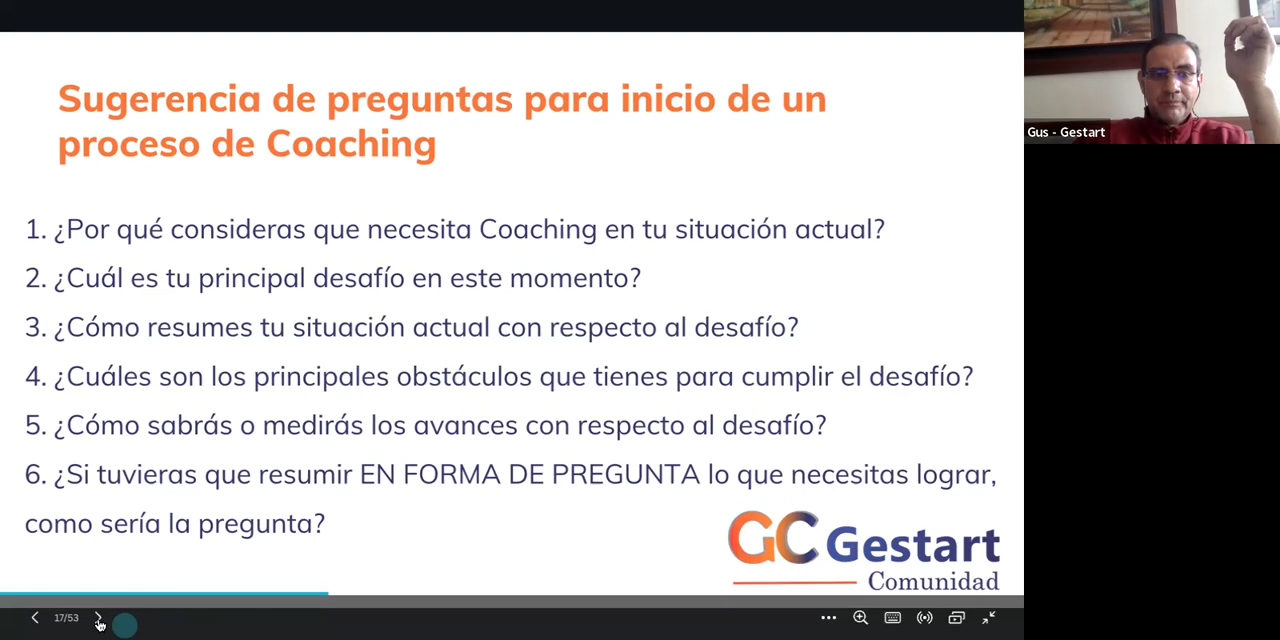 Sugerencia de preguntas para inicio de un
proceso de Coaching
1. ¿Por qué consideras que necesita Coaching en tu situación actual?
2. ¿Cuál es tu principal desafío en este momento?
3. ¿Cómo resumes tu situación actual con respecto al desafío?
4. ¿Cuáles son los principales obstáculos que tienes para cumplir el desafío?
5. ¿Cómo sabrás o medirás los avances con respecto al desafío?
6. ¿Si tuvieras que resumir EN FORMA DE PREGUNTA lo que necesitas lograr,
como sería la pregunta?
GC Gestart
Comunidad
17/53
Gus - Gestart